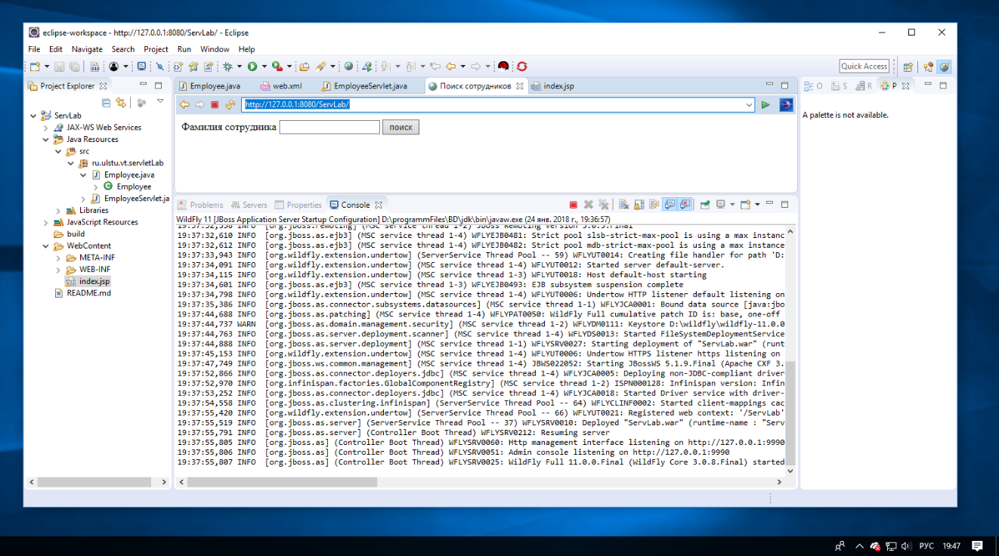 eclipse-workspace - http://127.0.0.1:8080/ServLab/ - Eclipse
File Edit Navigate Search Project Run Window Help
Quick Access
Project Explorer
Employee.java web.xml EmployeeServlet.java Поиск сотрудников index.jsp
O S R P
http://127.0.0.1:8080/ServLab/
A palette is not available.
Фамилия сотрудника поиск
ServLab
JAX-WS Web Services
Java Resources
src
ru.ulstu.vt.servletLab
Employee.java
Employee
EmployeeServlet.ja
Libraries
JavaScript Resources
build
WebContent
META-INF
WEB-INF
index.jsp
README.md
Problems Servers Properties Console
WildFly 11 [JBoss Application Server Startup Configuration] D:\programmFiles\BD\jdk\bin\javaw.exe (24 янв. 2018 г., 19:36:57)
19:37:32,558 INFO [org.jboss.remoting] (MSC service thread 1-2) JBoss Remoting version 5.0.5.Final
19:37:32,610 INFO [org.jboss.as.ejb3] (MSC service thread 1-4) WFLYEJB0481: Strict pool slsb-strict-max-pool is using a max instanc
19:37:32,612 INFO [org.jboss.as.ejb3] (MSC service thread 1-4) WFLYEJB0482: Strict pool mdb-strict-max-pool is using a max instance
19:37:33,943 INFO [org.wildfly.extension.undertow] (ServerService Thread Pool -- 59) WFLYUT0014: Creating file handler for path 'D:
19:37:34,091 INFO [org.wildfly.extension.undertow] (MSC service thread 1-4) WFLYUT0012: Started server default-server.
19:37:34,115 INFO [org.wildfly.extension.undertow] (MSC service thread 1-3) WFLYUT0018: Host default-host starting
19:37:34,601 INFO [org.jboss.as.ejb3] (MSC service thread 1-3) WFLYEJB0493: EJB subsystem suspension complete
19:37:34,798 INFO [org.wildfly.extension.undertow] (MSC service thread 1-4) WFLYUT0006: Undertow HTTP listener default listening on
19:37:35,386 INFO [org.jboss.as.connector.subsystems.datasources] (MSC service thread 1-1) WFLYJCA0001: Bound data source [java:jbo
19:37:44,688 INFO [org.jboss.as.patching] (MSC service thread 1-4) WFLYPAT0050: WildFly Full cumulative patch ID is: base, one-off
19:37:44,737 WARN [org.jboss.as.domain.management.security] (MSC service thread 1-2) WFLYDM0111: Keystore D:\wildfly\wildfly-11.0.0
19:37:44,763 INFO [org.jboss.as.server.deployment.scanner] (MSC service thread 1-4) WFLYDS0013: Started FileSystemDeploymentService
19:37:44,888 INFO [org.jboss.as.server.deployment] (MSC service thread 1-1) WFLYSRV0027: Starting deployment of "ServLab.war" (runt
19:37:45,153 INFO [org.wildfly.extension.undertow] (MSC service thread 1-4) WFLYUT0006: Undertow HTTPS listener https listening on
19:37:47,749 INFO [org.jboss.ws.common.management] (MSC service thread 1-4) JBWS022052: Starting JBossWS 5.1.9.Final (Apache CXF 3.
19:37:52,866 INFO [org.jboss.as.connector.deployers.jdbc] (MSC service thread 1-4) WFLYJCA0005: Deploying non-JDBC-compliant driver
19:37:52,970 INFO [org.infinispan.factories.GlobalComponentRegistry] (MSC service thread 1-2) ISPN000128: Infinispan version: Infin
19:37:53,252 INFO [org.jboss.as.connector.deployers.jdbc] (MSC service thread 1-4) WFLYJCA0018: Started Driver service with driver-
19:37:54,558 INFO [org.jboss.as.clustering.infinispan] (ServerService Thread Pool -- 64) WFLYCLINF0002: Started client-mappings cac
19:37:55,420 INFO [org.wildfly.extension.undertow] (ServerService Thread Pool -- 66) WFLYUT0021: Registered web context: '/ServLab'
19:37:55,519 INFO [org.jboss.as.server] (ServerService Thread Pool -- 37) WFLYSRV0010: Deployed "ServLab.war" (runtime-name : "Serv
19:37:55,791 INFO [org.jboss.as.server] (Controller Boot Thread) WFLYSRV0212: Resuming server
19:37:55,805 INFO [org.jboss.as] (Controller Boot Thread) WFLYSRV0060: Http management interface listening on http://127.0.0.1:9990
19:37:55,806 INFO [org.jboss.as] (Controller Boot Thread) WFLYSRV0051: Admin console listening on http://127.0.0.1:9990
19:37:55,807 INFO [org.jboss.as] (Controller Boot Thread) WFLYSRV0025: WildFly Full 11.0.0.Final (WildFly Core 3.0.8.Final) started
РУС 19:47